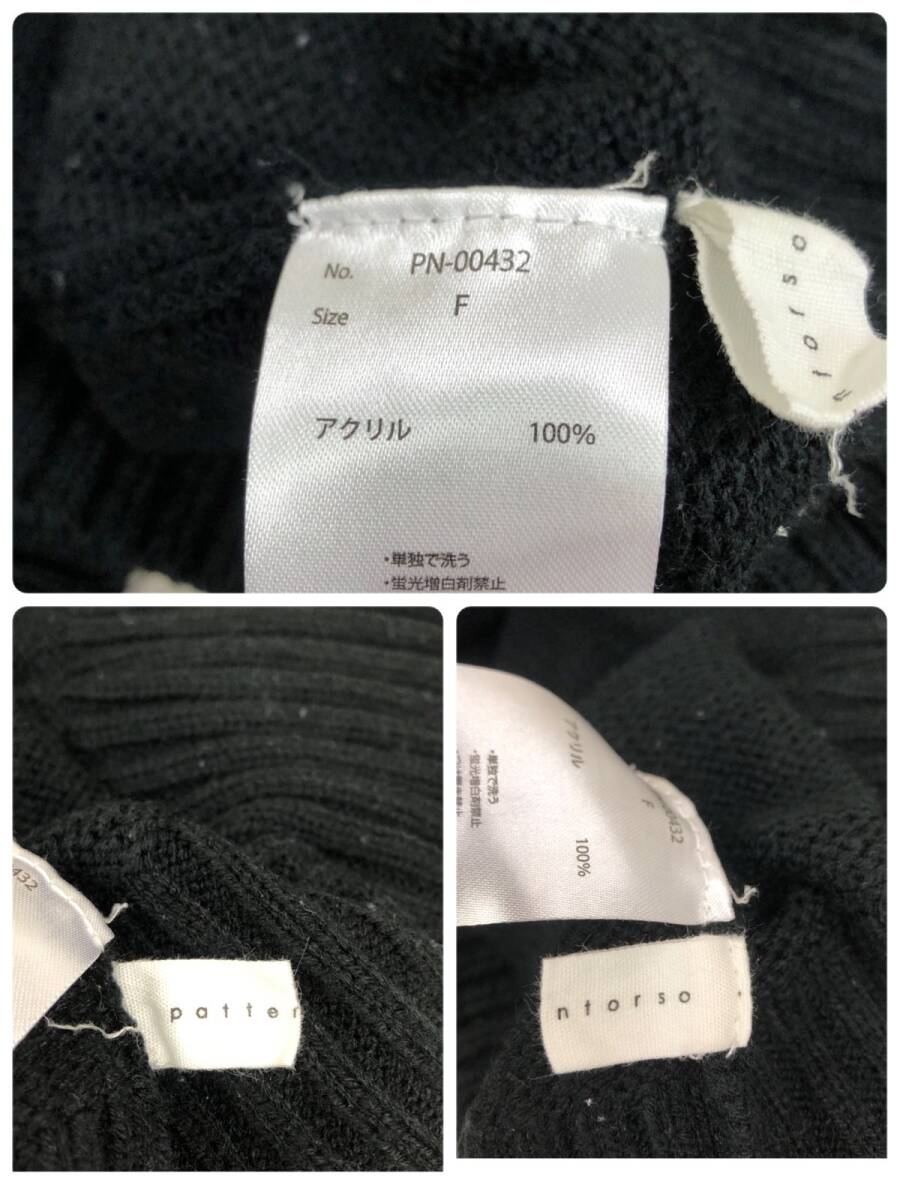 No. PN-00432
Size F
アクリル 100%
・単独で洗う
・蛍光増白剤禁止
torso
432
patter
アクリル 100%
・単独で洗う
・蛍光増白剤禁止
F
0432
ntorso